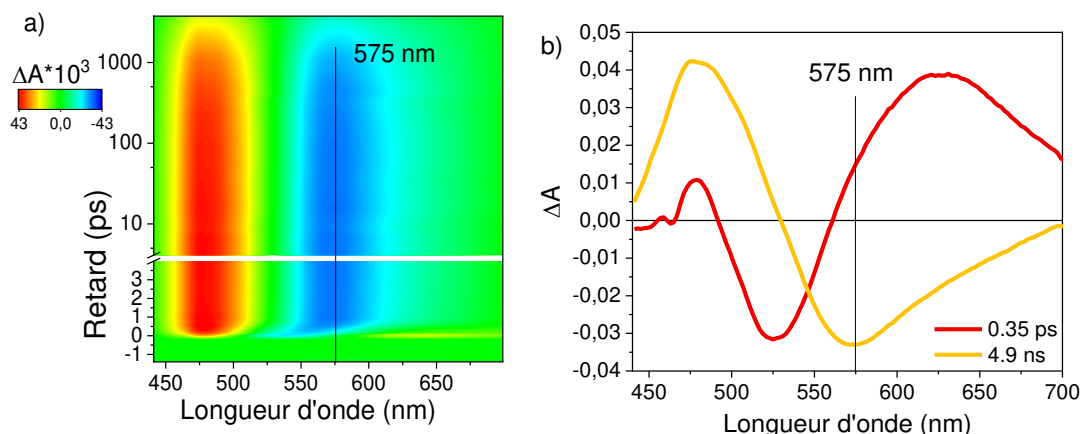 a)
ΔA*10³
43 0,0 -43
575 nm
Retard (ps)
1000
100
10
3
2
1
0
-1
450 500 550 600 650
Longueur d'onde (nm)
b)
575 nm
ΔA
0,05
0,04
0,03
0,02
0,01
0,00
-0,01
-0,02
-0,03
0,04
0.35 ps
4.9 ns
450 500 550 600 650 700
Longueur d'onde (nm)